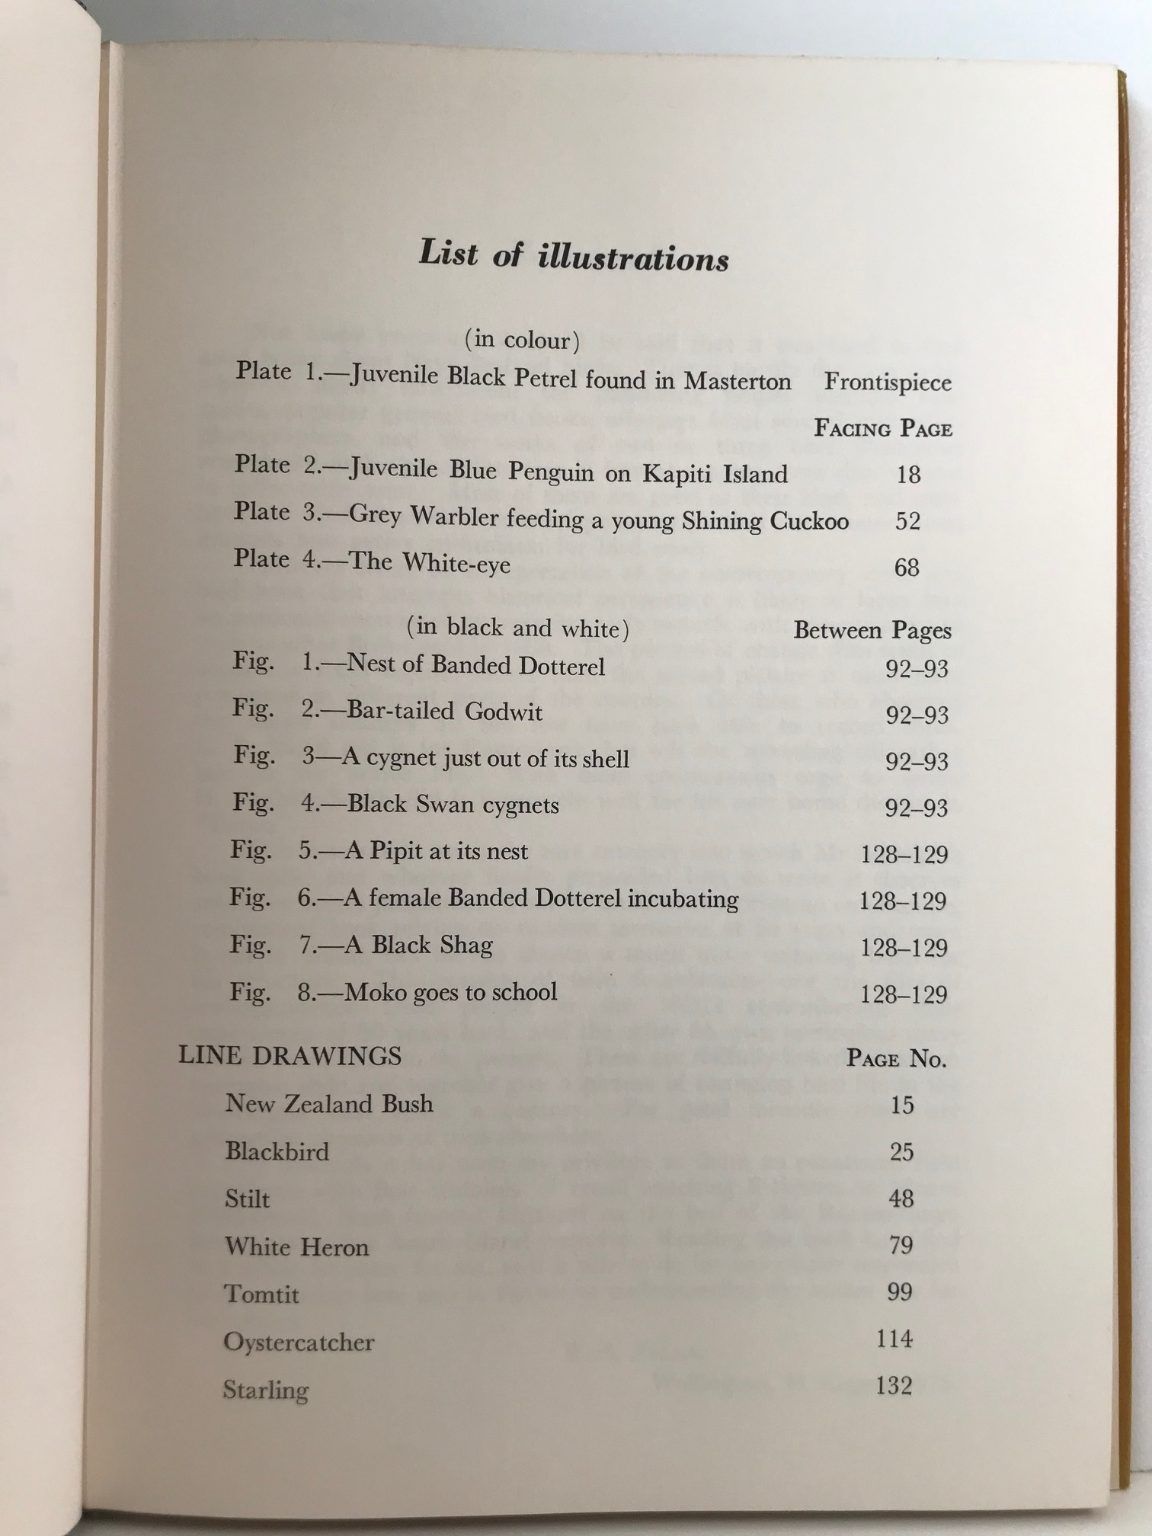 List of illustrations
(in colour)
Plate 1.—Juvenile Black Petrel found in Masterton Frontispiece
FACING PAGE
Plate 2.—Juvenile Blue Penguin on Kapiti Island 18
Plate 3.—Grey Warbler feeding a young Shining Cuckoo 52
Plate 4.—The White-eye 68
(in black and white) Between Pages
Fig. 1.—Nest of Banded Dotterel 92–93
Fig. 2.—Bar-tailed Godwit 92–93
Fig. 3—A cygnet just out of its shell 92–93
Fig. 4.—Black Swan cygnets 92–93
Fig. 5.—A Pipit at its nest 128–129
Fig. 6.—A female Banded Dotterel incubating 128–129
Fig. 7.—A Black Shag 128–129
Fig. 8.—Moko goes to school 128–129
LINE DRAWINGS PAGE NO.
New Zealand Bush 15
Blackbird 25
Stilt 48
White Heron 79
Tomtit 99
Oystercatcher 114
Starling 132